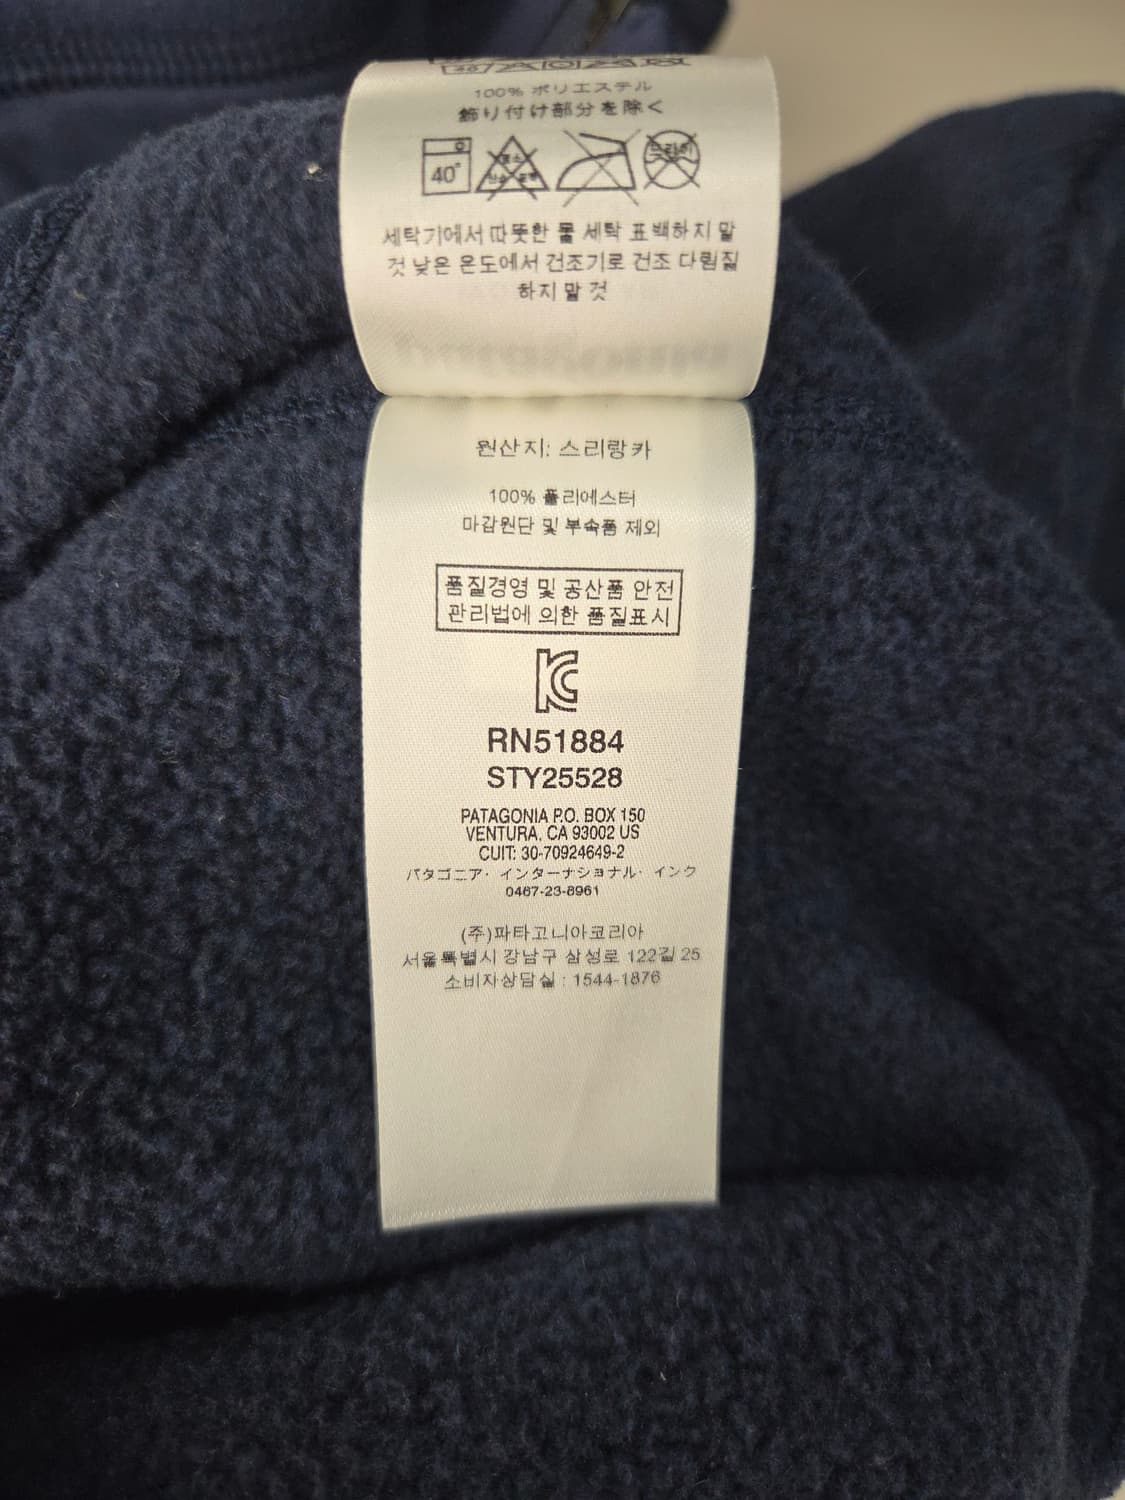 100% ポリエステル
飾り付け部分を除く
40°
드라이
세탁기에서 따뜻한 물 세탁 표백하지 말
것 낮은 온도에서 건조기로 건조 다림질
하지 말 것
원산지: 스리랑카
100% 폴리에스터
마감원단 및 부속품 제외
품질경영 및 공산품 안전
관리법에 의한 품질표시
KC
RN51884
STY25528
PATAGONIA P.O. BOX 150
VENTURA, CA 93002 US
CUIT: 30-70924649-2
パタゴニア・インターナショナル・インク
0467-23-8961
(주)파타고니아코리아
서울특별시 강남구 삼성로 122길 25
소비자상담실 : 1544-1876